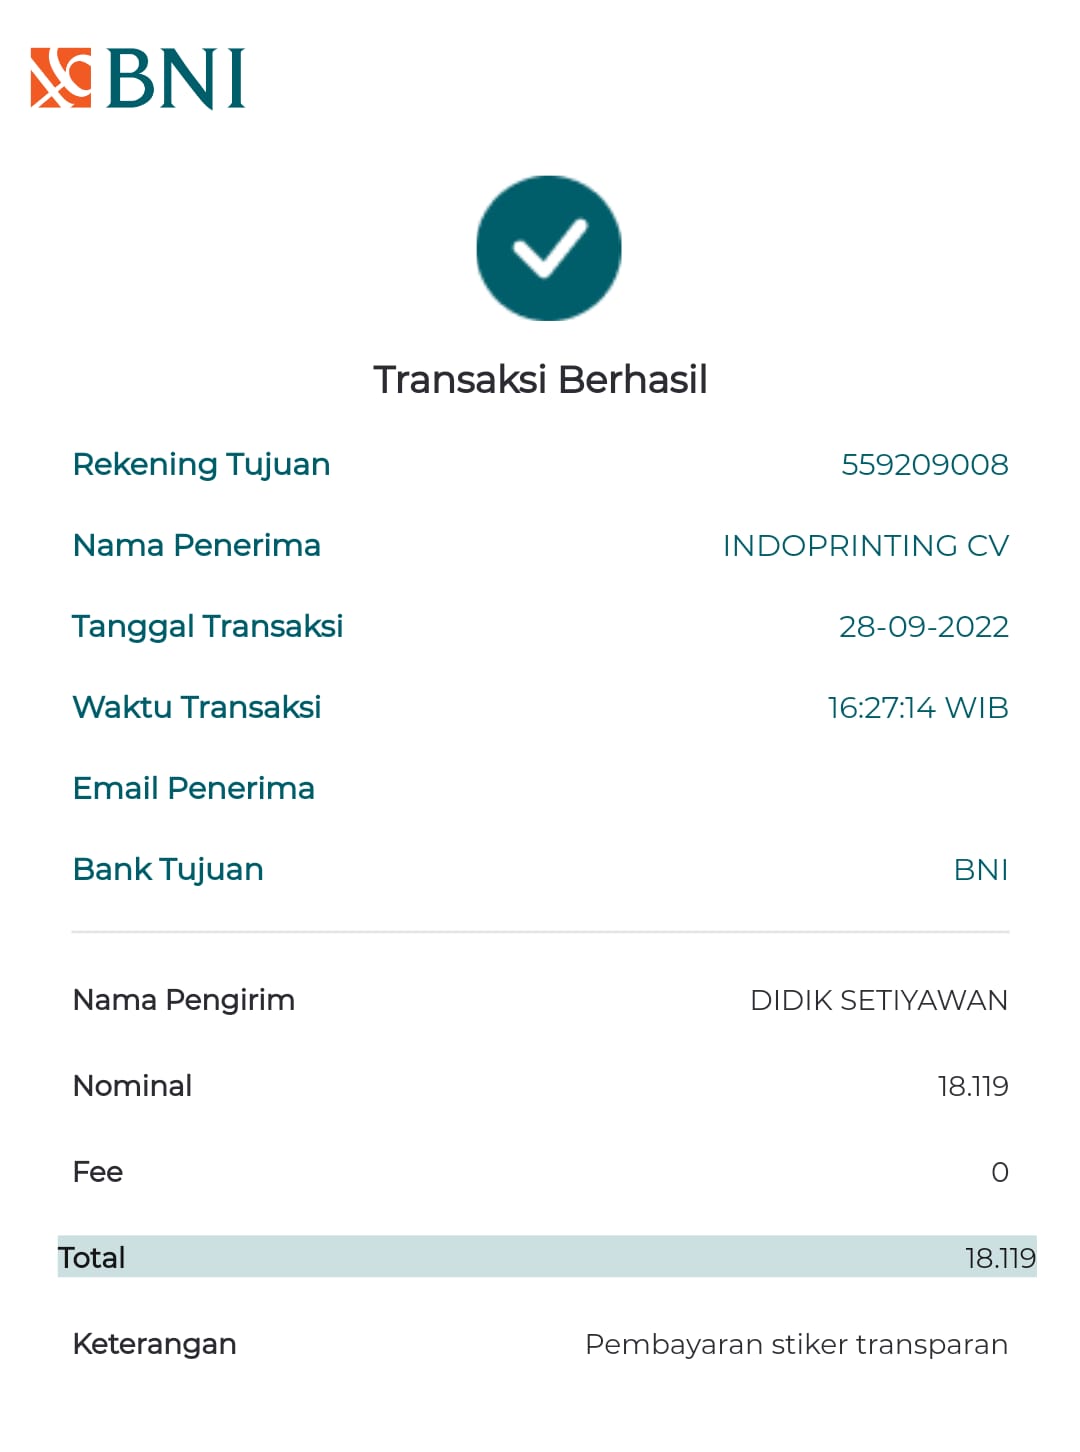 BNI
Transaksi Berhasil
Rekening Tujuan 559209008
Nama Penerima INDOPRINTING CV
Tanggal Transaksi 28-09-2022
Waktu Transaksi 16:27:14 WIB
Email Penerima
Bank Tujuan BNI
Nama Pengirim DIDIK SETIYAWAN
Nominal 18.119
Fee 0
Total 18.119
Keterangan Pembayaran stiker transparan